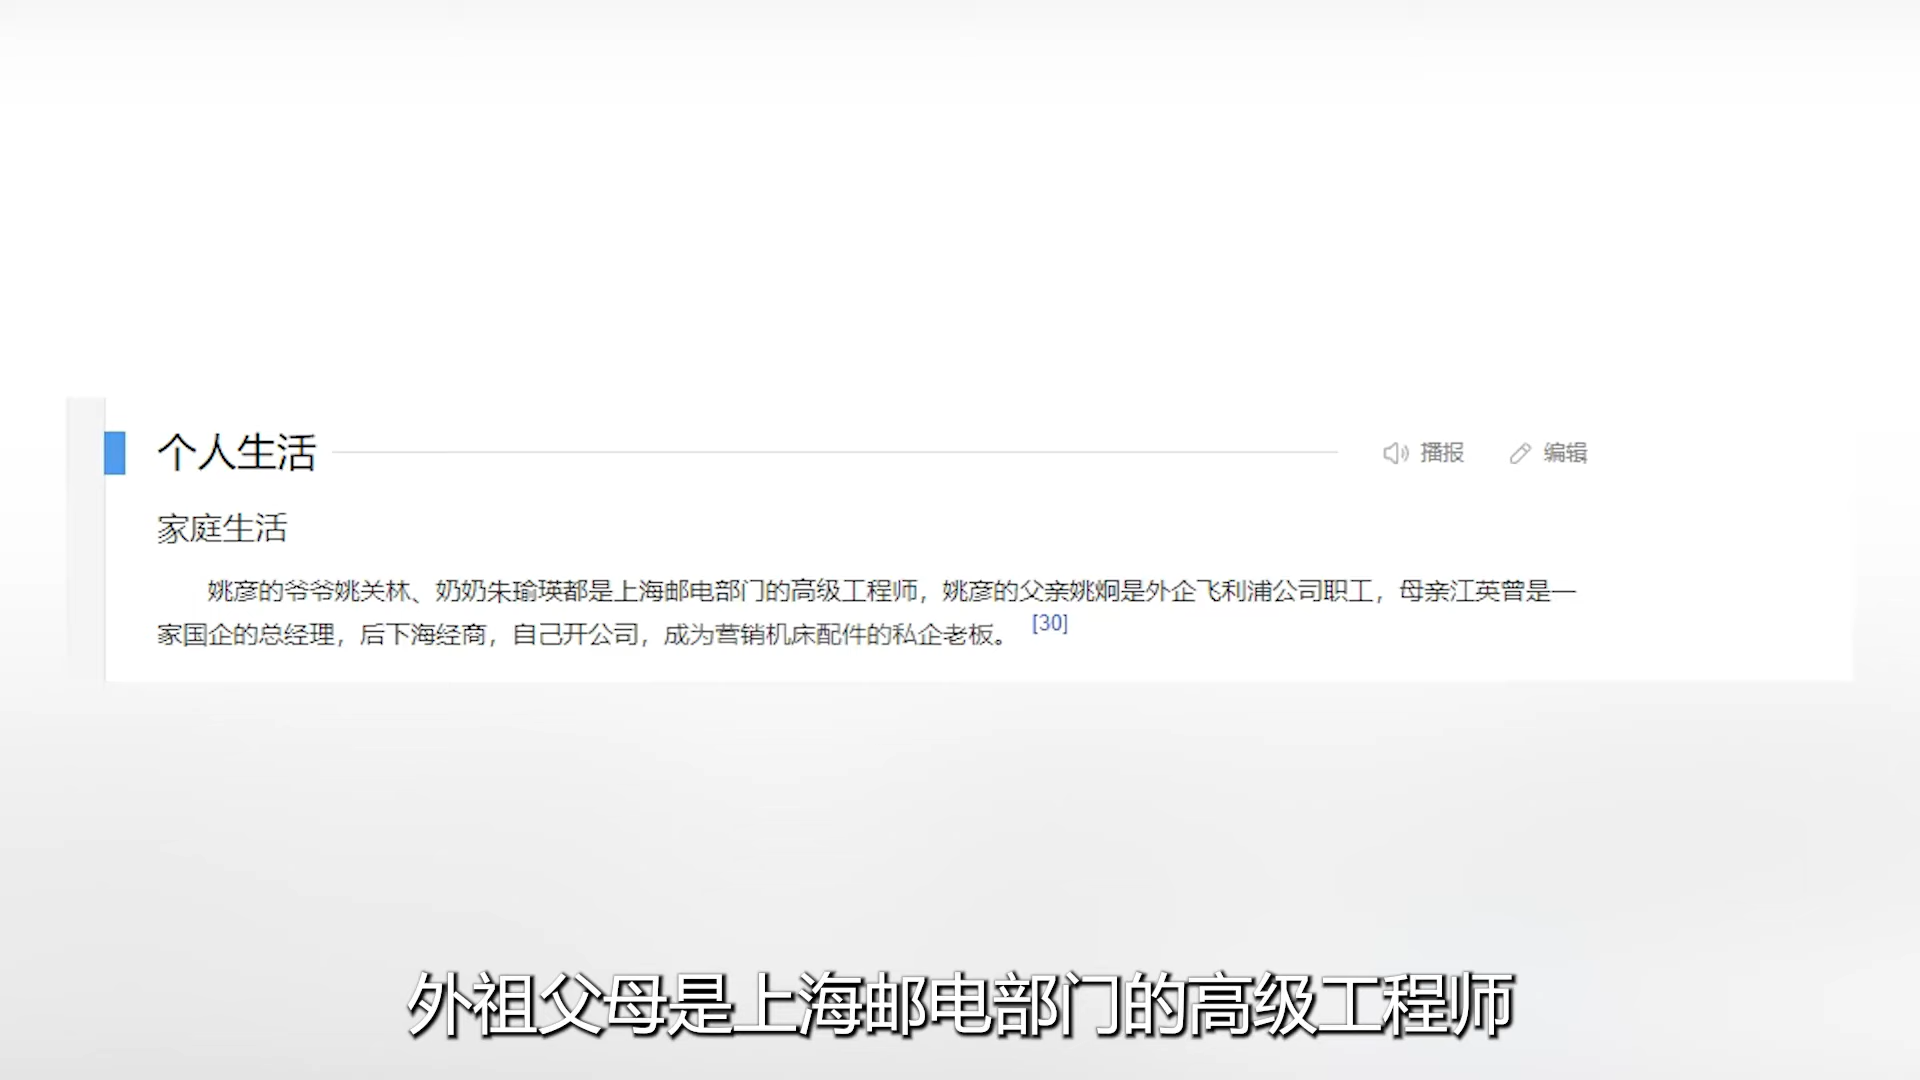 个人生活
播报
编辑
家庭生活
姚彦的爷爷姚关林、奶奶朱瑜瑛都是上海邮电部门的高级工程师，姚彦的父亲姚炯是外企飞利浦公司职工，母亲江英曾是一
家国企的总经理，后下海经商，自己开公司，成为营销机床配件的私企老板。 [30]
外祖父母是上海邮电部门的高级工程师